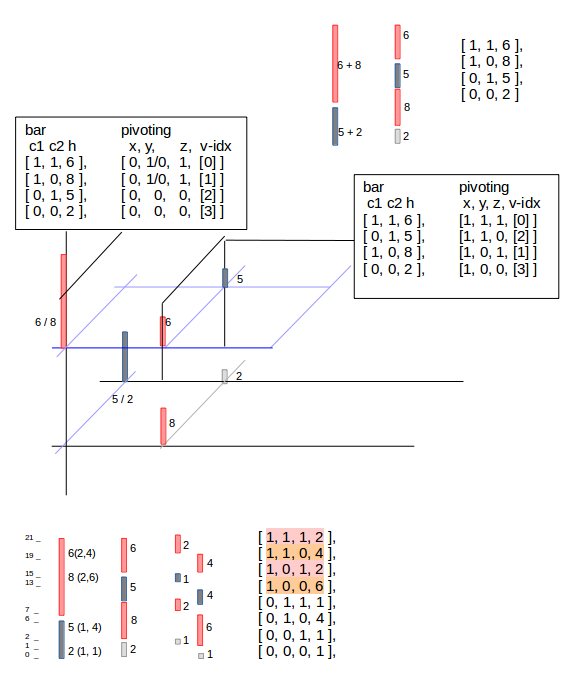 6
6 + 8
5
8
5 + 2
2
[ 1, 1, 6 ],
[ 1, 0, 8 ],
[ 0, 1, 5 ],
[ 0, 0, 2 ]
bar pivoting
c1 c2 h x, y, z, v-idx
[ 1, 1, 6 ], [ 0, 1/0, 1, [0] ]
[ 1, 0, 8 ], [ 0, 1/0, 1, [1] ]
[ 0, 1, 5 ], [ 0, 0, 0, [2] ]
[ 0, 0, 2 ], [ 0, 0, 0, [3] ]
bar pivoting
c1 c2 h x, y, z, v-idx
[ 1, 1, 6 ], [1, 1, 1, [0] ]
[ 0, 1, 5 ], [1, 1, 0, [2] ]
[ 1, 0, 8 ], [1, 0, 1, [1] ]
[ 0, 0, 2 ], [1, 0, 0, [3] ]
5
6 / 8
6
2
5 / 2
8
21 _
19 _
15 _
13 _
7 _
6 _
2 _
1 _
0 _
6(2,4)
8 (2,6)
5 (1, 4)
2 (1, 1)
6
5
8
2
2
4
1
4
2
6
1
1
[ 1, 1, 1, 2 ],
[ 1, 1, 0, 4 ],
[ 1, 0, 1, 2 ],
[ 1, 0, 0, 6 ],
[ 0, 1, 1, 1 ],
[ 0, 1, 0, 4 ],
[ 0, 0, 1, 1 ],
[ 0, 0, 0, 1 ],